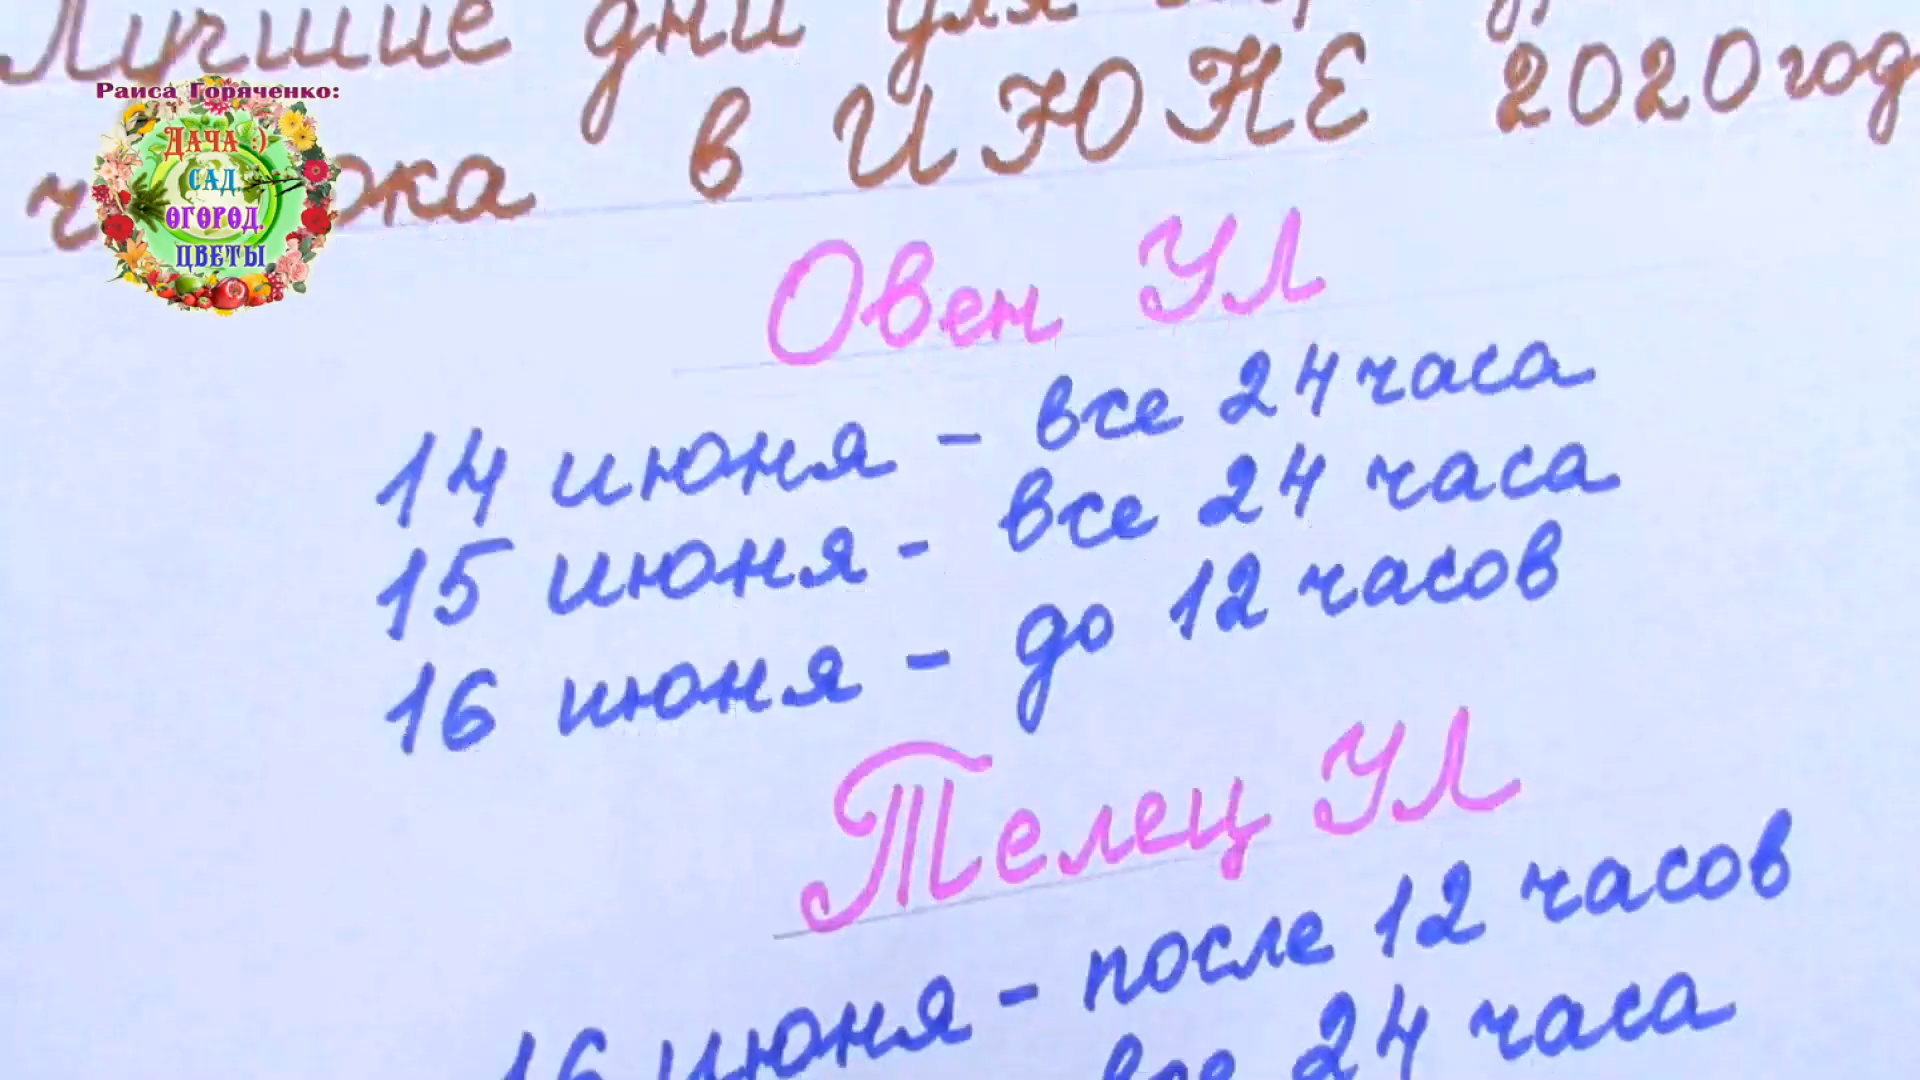 Лучшие дни для
в ИЮНЕ 2020 год
Раиса Горяченко:
Дача :)
САД.
ОГОРОД.
ЦВЕТЫ
Овен УЛ
14 июня - все 24 часа
15 июня - все 24 часа
16 июня - до 12 часов
Телец УЛ
16 июня - после 12 часов
все 24 часа